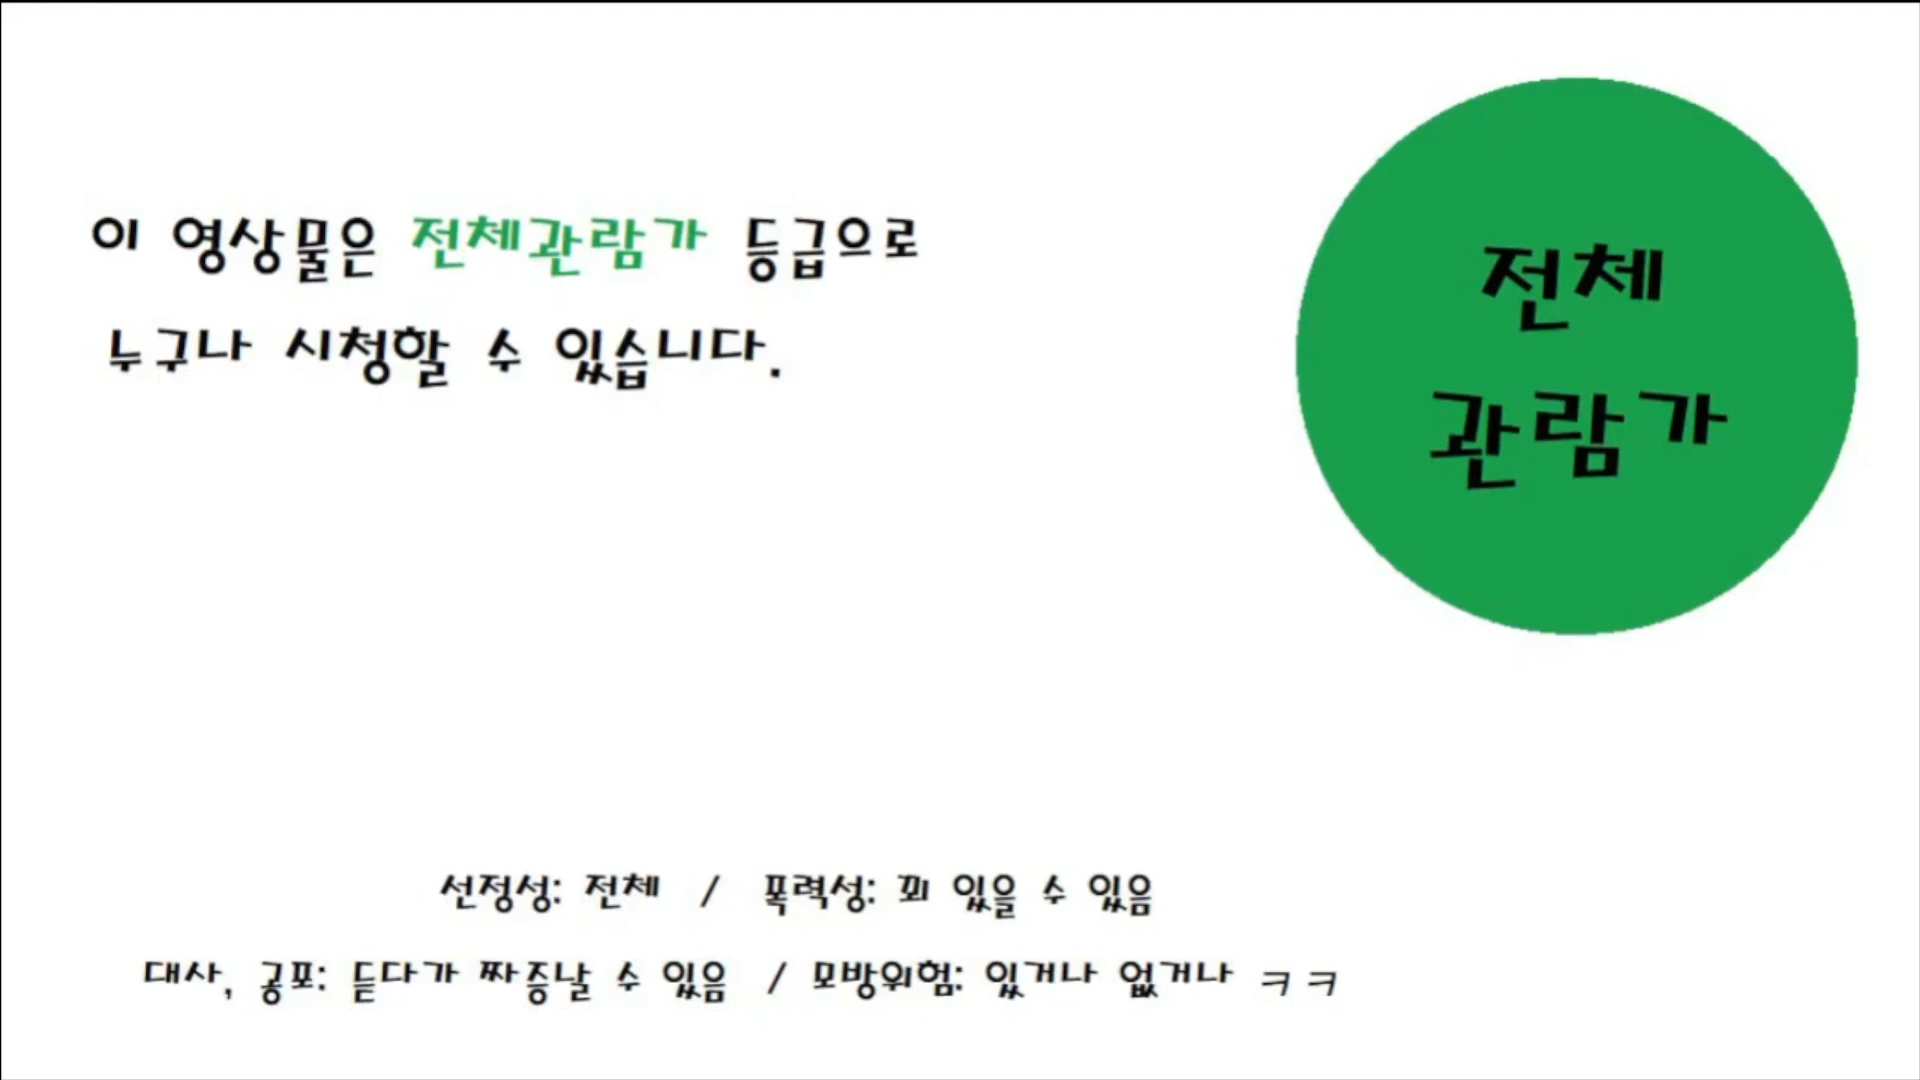 이 영상물은 전체관람가 등급으로
누구나 시청할 수 있습니다.
전체
관람가
선정성: 전체 / 폭력성: 꾀 있을 수 있음
대사, 공포: 듣다가 짜증날 수 있음 / 모방위험: 있거나 없거나 ㅋㅋ